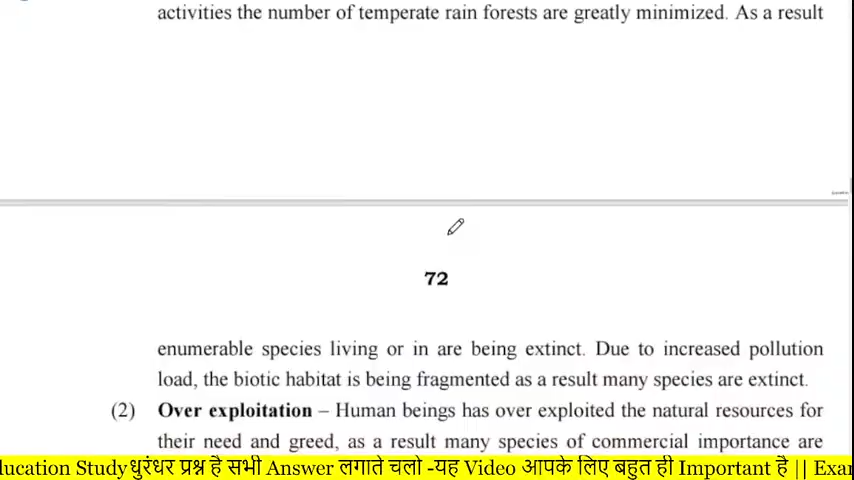 activities the number of temperate rain forests are greatly minimized. As a result
72
enumerable species living or in are being extinct. Due to increased pollution
load, the biotic habitat is being fragmented as a result many species are extinct.
(2) Over exploitation – Human beings has over exploited the natural resources for
their need and greed, as a result many species of commercial importance are
ducation Studyधुरंधर प्रश्न है सभी Answer लगाते चलो -यह Video आपके लिए बहुत ही Important है || Exar